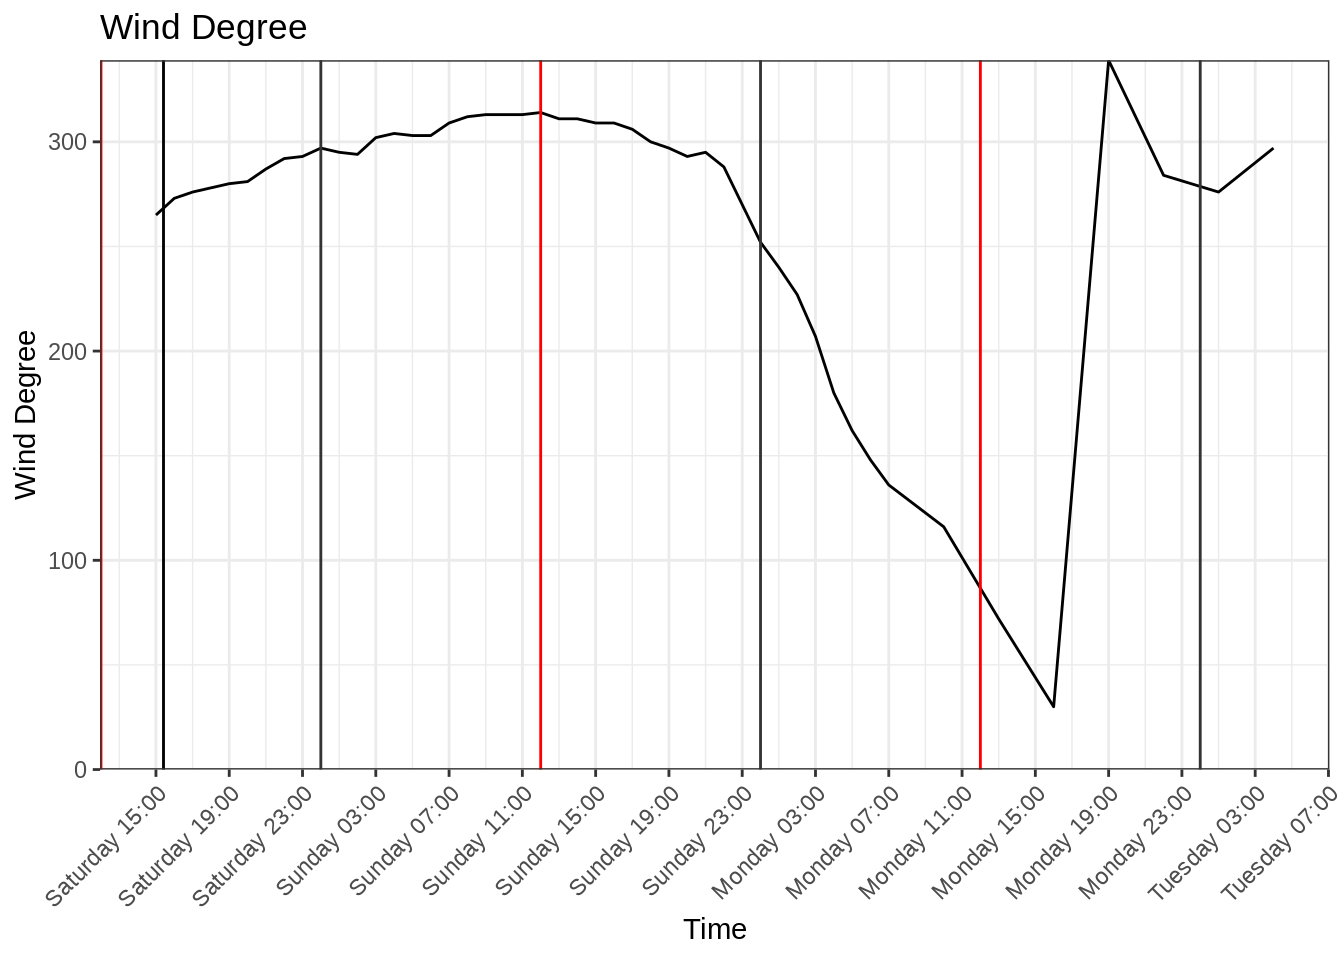 Wind Degree
Wind Degree
300
200
100
0
Saturday 15:00
Saturday 19:00
Saturday 23:00
Sunday 03:00
Sunday 07:00
Sunday 11:00
Sunday 15:00
Sunday 19:00
Sunday 23:00
Monday 03:00
Monday 07:00
Monday 11:00
Monday 15:00
Monday 19:00
Monday 23:00
Tuesday 03:00
Tuesday 07:00
Time